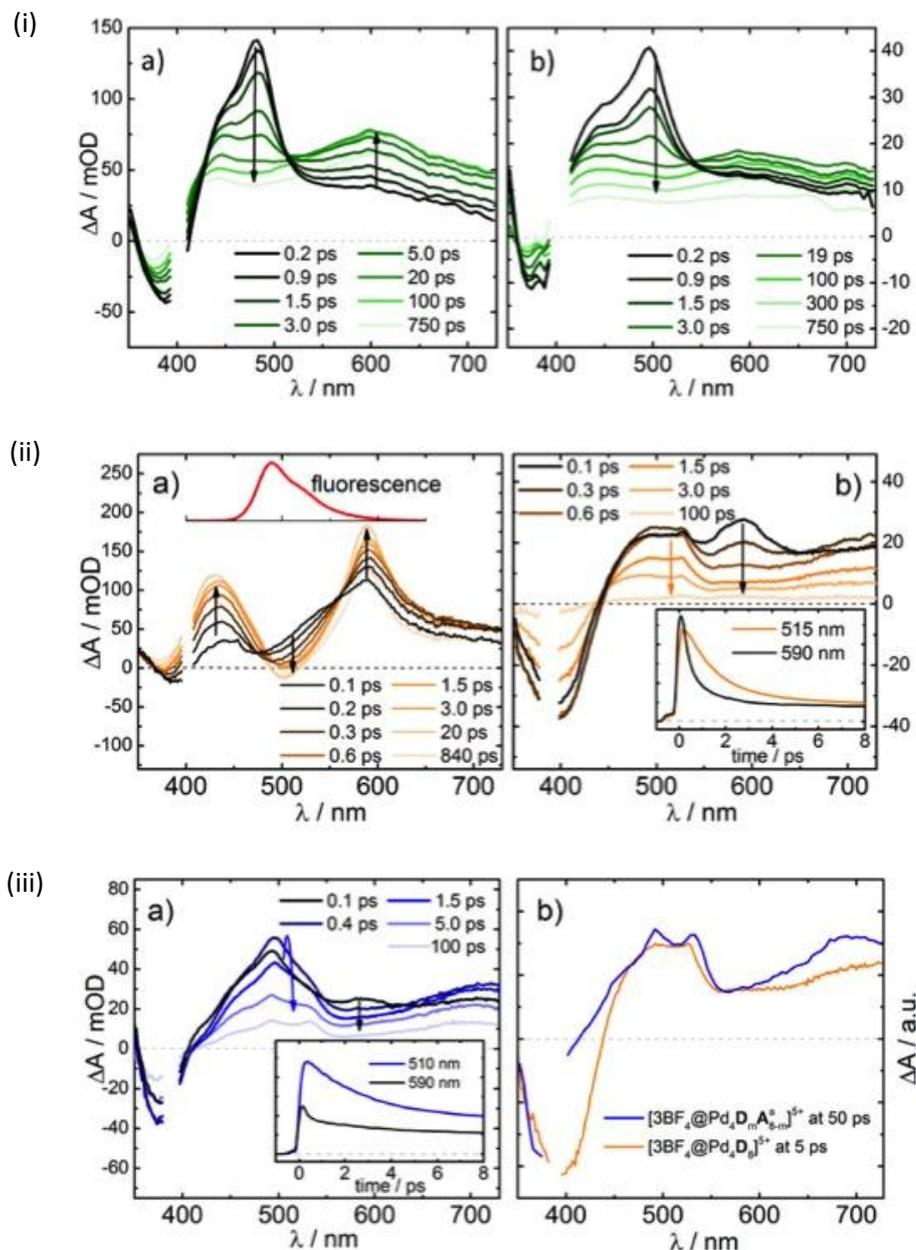 (i)
a)
ΔA / mOD
150
100
50
0
-50
0.2 ps
0.9 ps
1.5 ps
3.0 ps
5.0 ps
20 ps
100 ps
750 ps
400 500 600 700
λ / nm
b)
0.2 ps
0.9 ps
1.5 ps
3.0 ps
19 ps
100 ps
300 ps
750 ps
40
30
20
10
0
-10
-20
400 500 600 700
λ / nm
(ii)
a)
fluorescence
ΔA / mOD
250
200
150
100
50
0
-50
-100
0.1 ps
0.2 ps
0.3 ps
0.6 ps
1.5 ps
3.0 ps
20 ps
840 ps
400 500 600 700
λ / nm
b)
0.1 ps
0.3 ps
0.6 ps
1.5 ps
3.0 ps
100 ps
515 nm
590 nm
0 2 4 6 8
time / ps
40
20
0
-20
-40
400 500 600 700
λ / nm
(iii)
a)
ΔA / mOD
80
60
40
20
0
-20
-40
-60
0.1 ps
0.4 ps
1.5 ps
5.0 ps
100 ps
510 nm
590 nm
0 2 4 6 8
time / ps
400 500 600 700
λ / nm
b)
ΔA / a.u.
[3BF₄@Pd₄DₘAᵃ₈₋ₘ]⁵⁺ at 50 ps
[3BF₄@Pd₄D₈]⁵⁺ at 5 ps
400 500 600 700
λ / nm